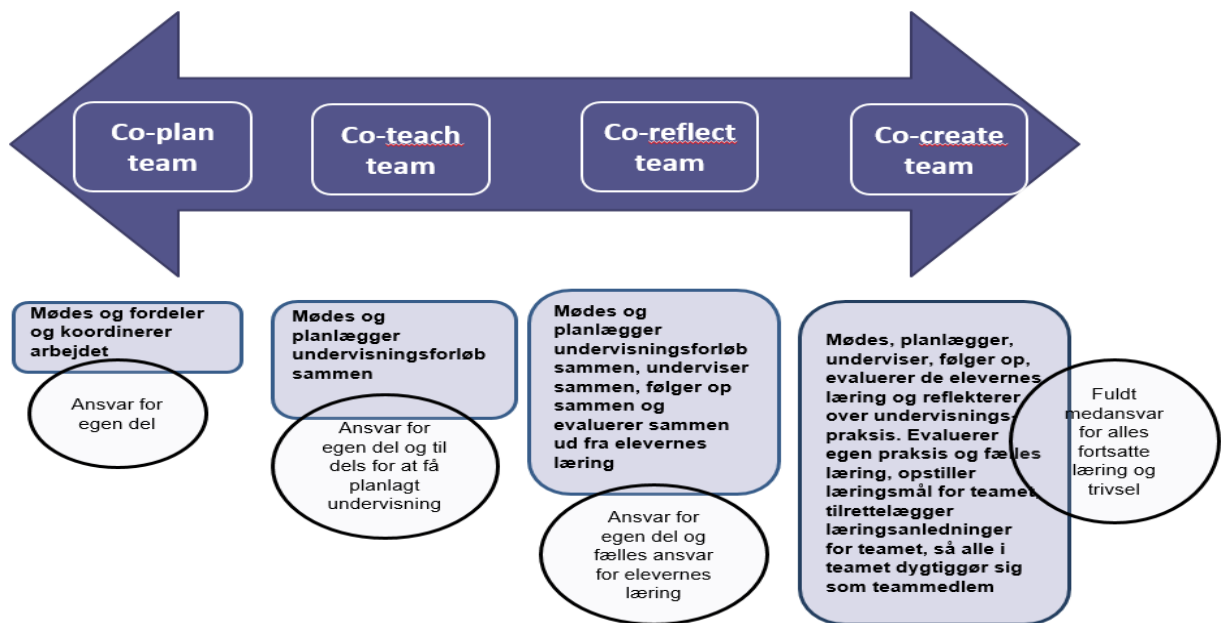 Co-plan
team
Co-teach
team
Co-reflect
team
Co-create
team
Mødes og fordeler
og koordinerer
arbejdet
Ansvar for
egen del
Mødes og
planlægger
undervisningsforløb
sammen
Ansvar for
egen del og til
dels for at få
planlagt
undervisning
Mødes og
planlægger
undervisningsforløb
sammen, underviser
sammen, følger op
sammen og
evaluerer sammen
ud fra elevernes
læring
Ansvar for
egen del og
fælles ansvar
for elevernes
læring
Mødes, planlægger,
underviser, følger op,
evaluerer de elevernes
læring og reflekterer
over undervisnings-
praksis. Evaluerer
egen praksis og fælles
læring, opstiller
læringsmål for teamet,
tilrettelægger
læringsanledninger
for teamet, så alle i
teamet dygtiggør sig
som teammedlem
Fuldt
medansvar
for alles
fortsatte
læring og
trivsel